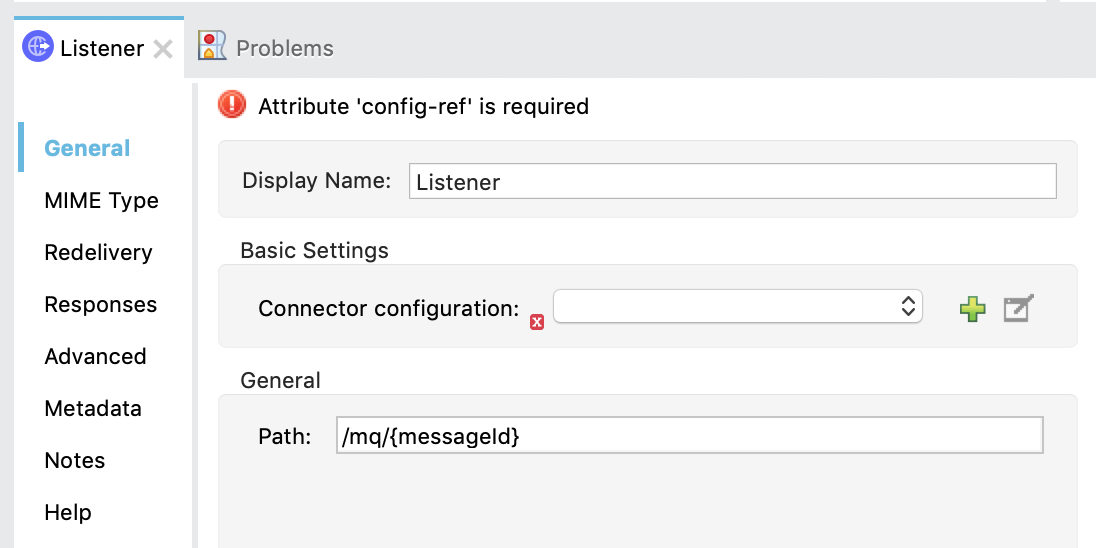 Listener
Problems
Attribute 'config-ref' is required
General
MIME Type
Redelivery
Responses
Advanced
Metadata
Notes
Help
Display Name: Listener
Basic Settings
Connector configuration:
General
Path: /mq/{messageId}